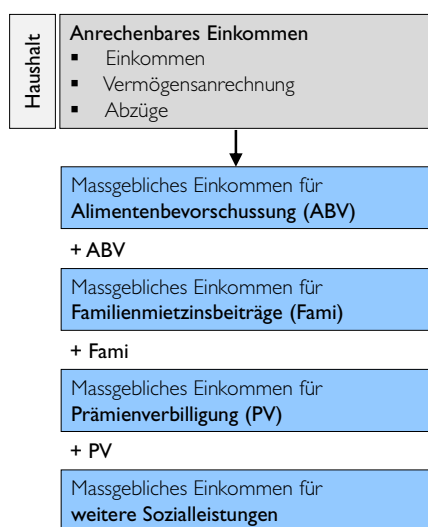 Haushalt
Anrechenbares Einkommen
▪ Einkommen
▪ Vermögensanrechnung
▪ Abzüge
Massgebliches Einkommen für
Alimentenbevorschussung (ABV)
+ ABV
Massgebliches Einkommen für
Familienmietzinsbeiträge (Fami)
+ Fami
Massgebliches Einkommen für
Prämienverbilligung (PV)
+ PV
Massgebliches Einkommen für
weitere Sozialleistungen